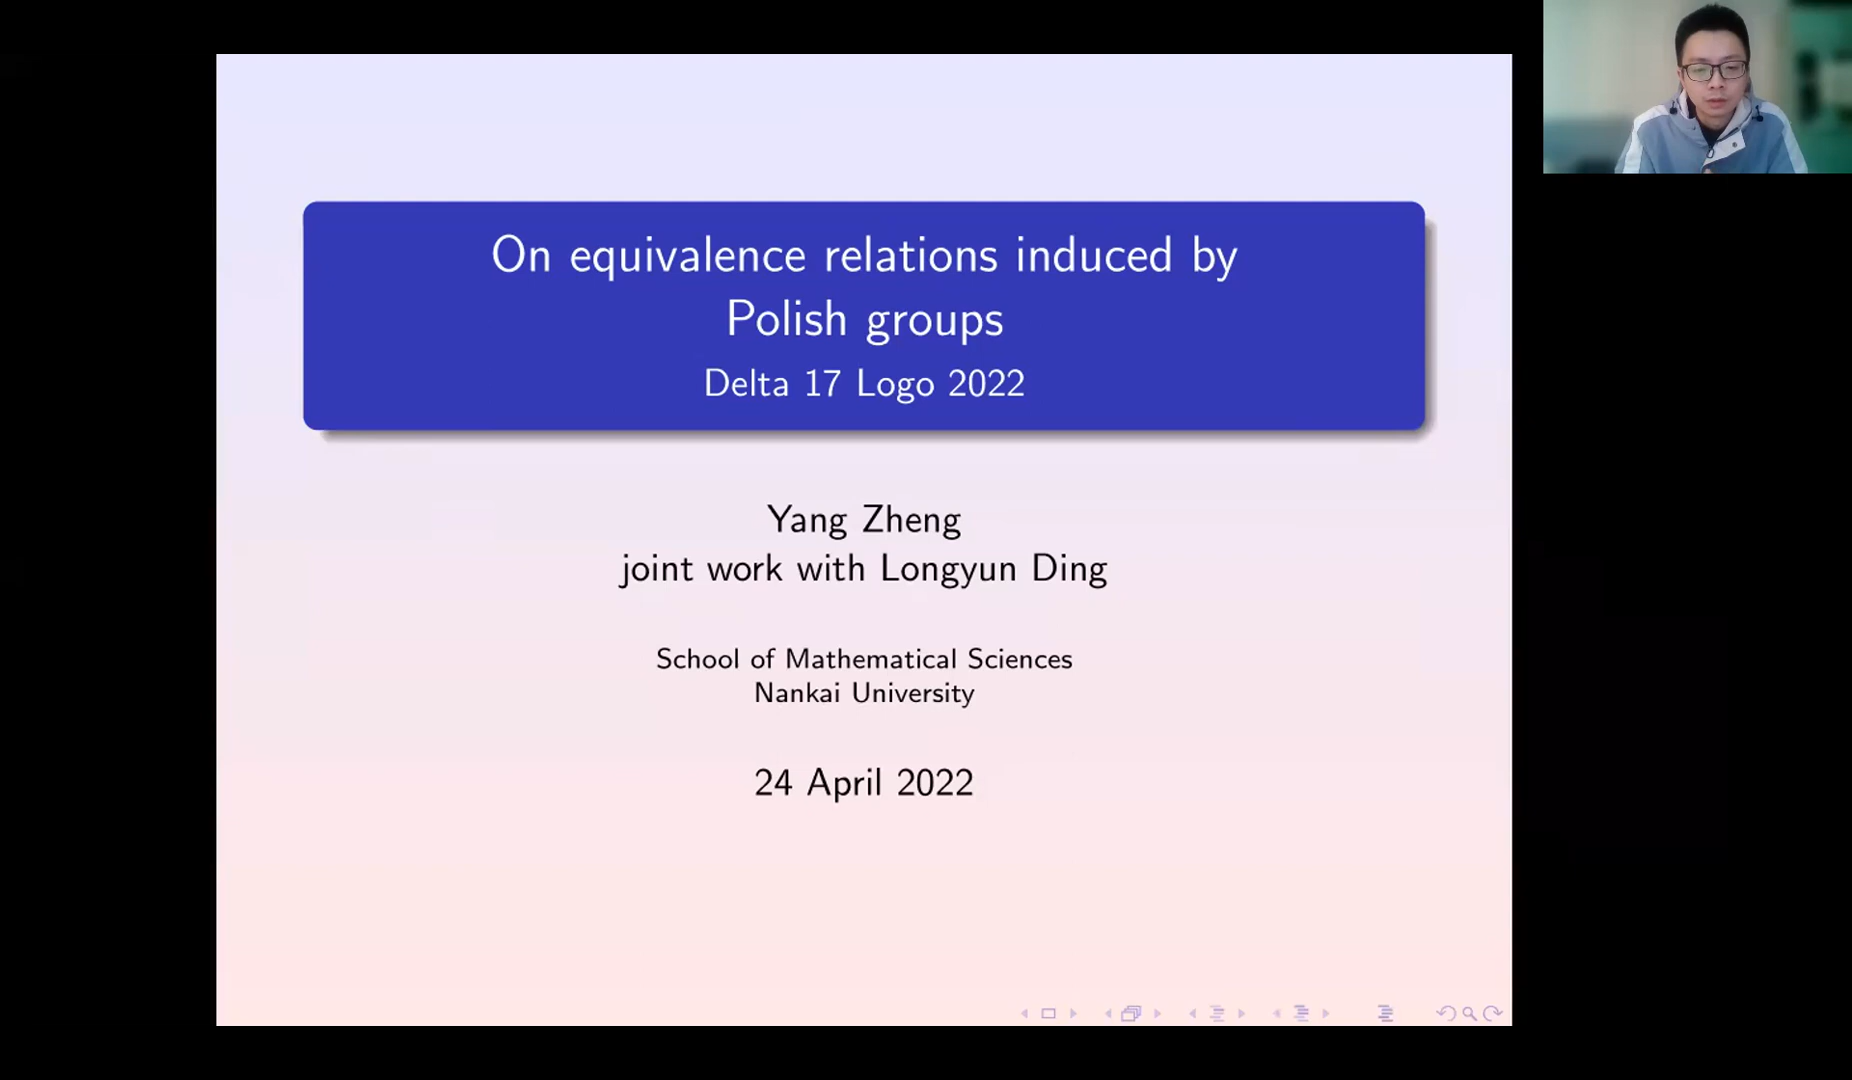 On equivalence relations induced by
Polish groups
Delta 17 Logo 2022
Yang Zheng
joint work with Longyun Ding
School of Mathematical Sciences
Nankai University
24 April 2022